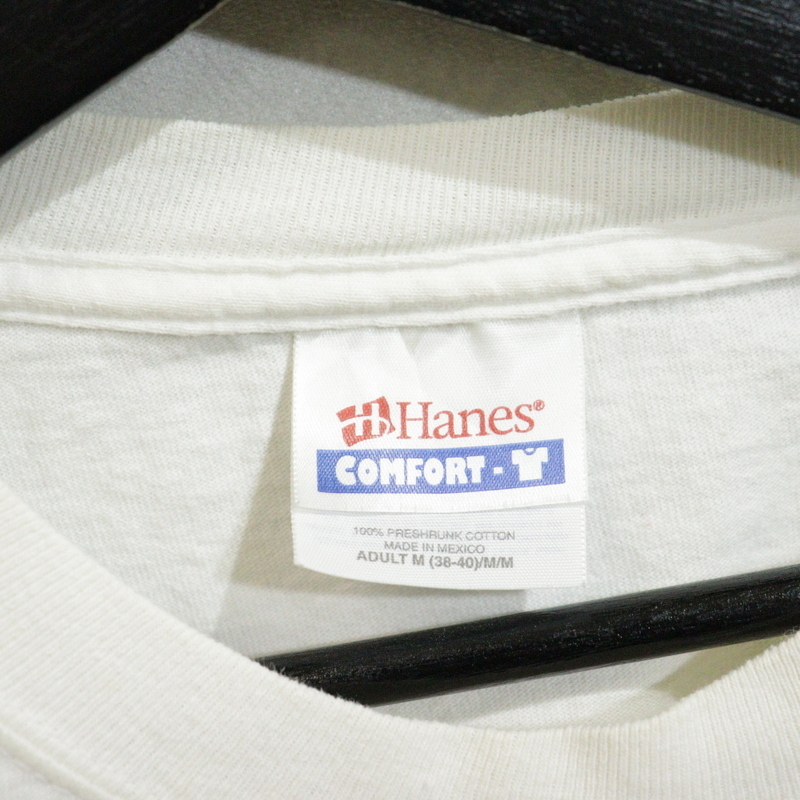 Hanes®
COMFORT-
100% PRESHRUNK COTTON
MADE IN MEXICO
ADULT M (38-40)/M/M